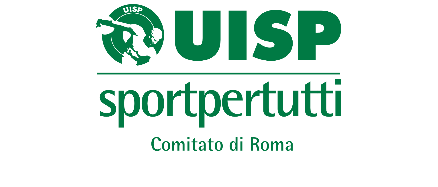 UISP
UISP
sportpertutti
Comitato di Roma